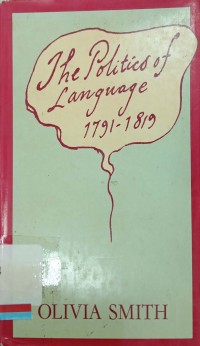 The Politics of
Language
1791-1819
OLIVIA SMITH